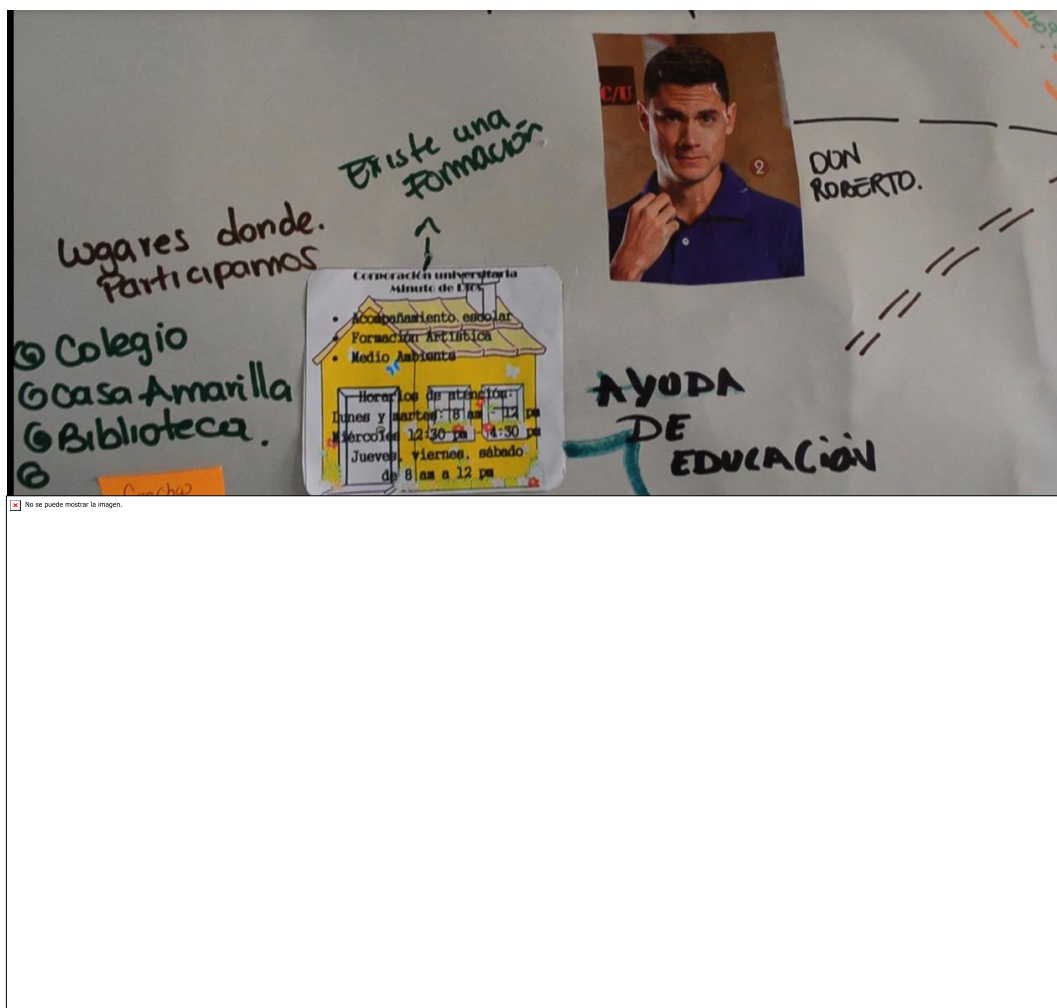 Existe una
Formación
C/U
2
DON
ROBERTO.
Lugares donde.
Participamos
Corporación universitaria
Minuto de Dios
• Acompañamiento escolar
• Formación Artística
• Medio Ambiente
Horarios de atención:
Lunes y martes: 8 am - 12 pm
Miércoles 12:30 pm - 4:30 pm
Jueves, viernes, sábado
de 8 am a 12 pm
Colegio
Casa Amarilla
Biblioteca.
AYUDA
DE
EDUCACIÓN
No se puede mostrar la imagen.